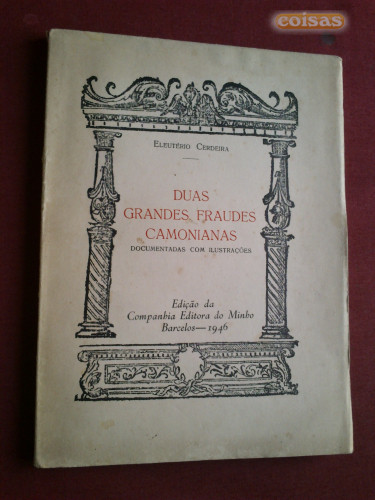 coisas
Eleutério Cerdeira
DUAS
GRANDES FRAUDES
CAMONIANAS
DOCUMENTADAS COM ILUSTRAÇÕES
Edição da
Companhia Editora do Minho
Barcelos—1946